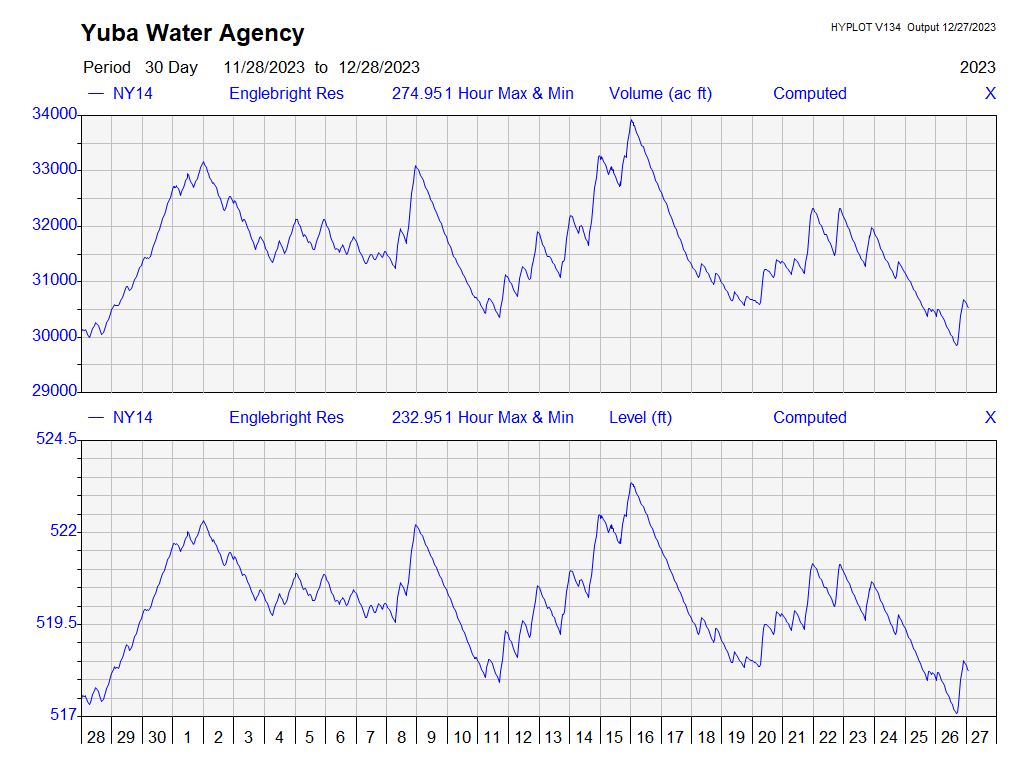 Yuba Water Agency
HYPLOT V134 Output 12/27/2023
Period 30 Day 11/28/2023 to 12/28/2023
2023
NY14 Englebright Res 274.951 Hour Max & Min Volume (ac ft) Computed X
34000
33000
32000
31000
30000
29000
NY14 Englebright Res 232.951 Hour Max & Min Level (ft) Computed X
524.5
522
519.5
517
28 29 30 1 2 3 4 5 6 7 8 9 10 11 12 13 14 15 16 17 18 19 20 21 22 23 24 25 26 27